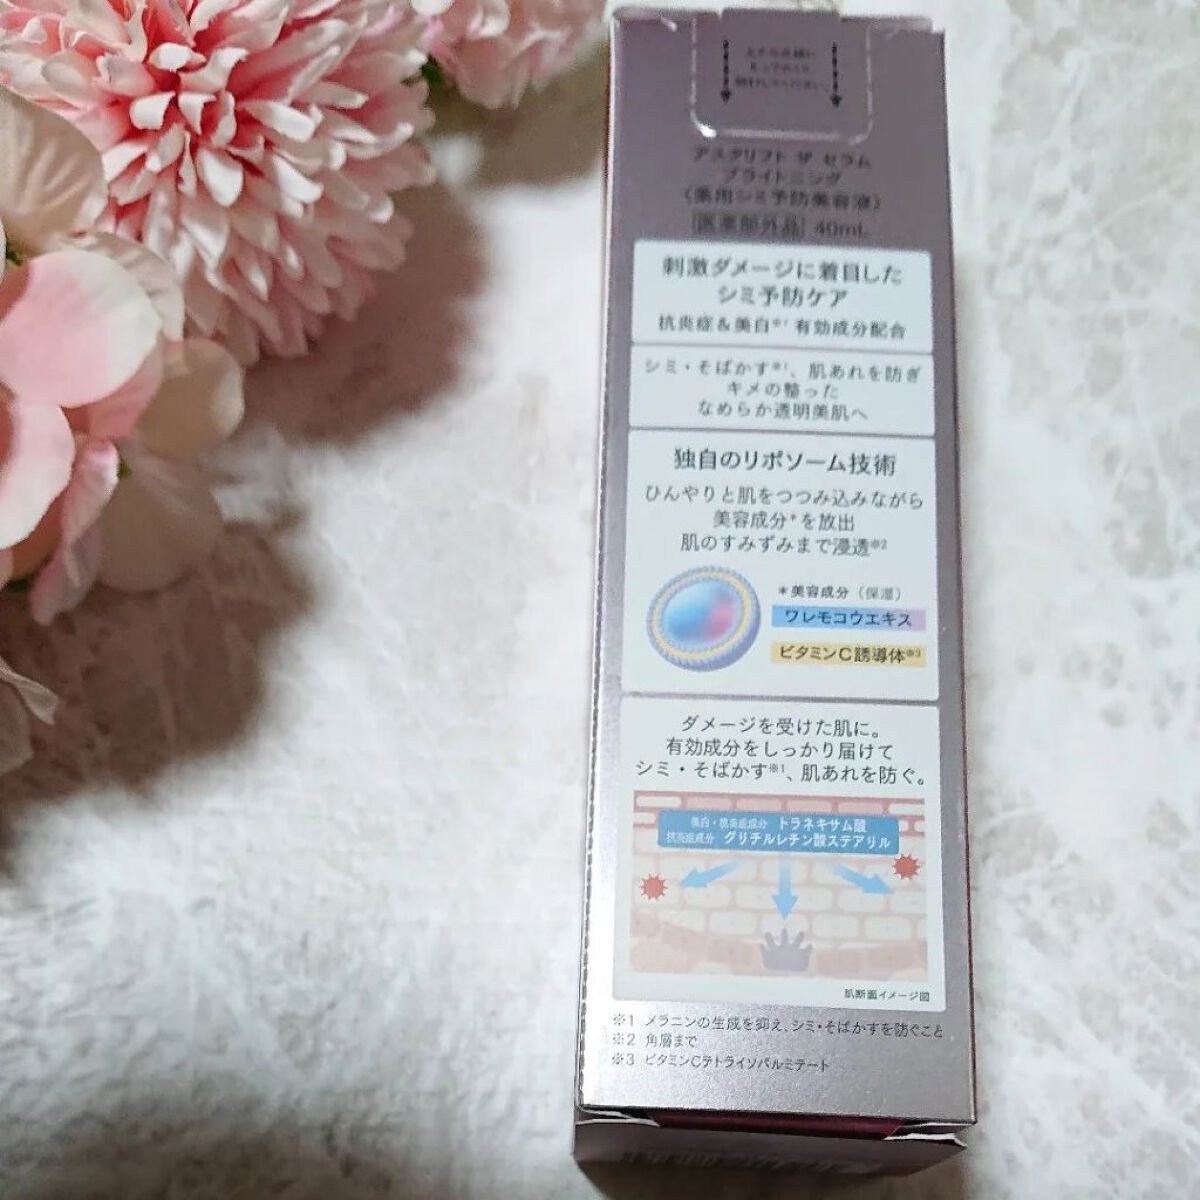 アスタリフト ザ セラム
ブライトニング
〈薬用シミ予防美容液〉
医薬部外品 40mL
刺激ダメージに着目した
シミ予防ケア
抗炎症&美白※1 有効成分配合
シミ・そばかす※1、肌あれを防ぎ
キメの整った
なめらか透明美肌へ
独自のリポソーム技術
ひんやりと肌をつつみ込みながら
美容成分*を放出
肌のすみずみまで浸透※2
*美容成分（保湿）
ワレモコウエキス
ビタミンC誘導体※3
ダメージを受けた肌に。
有効成分をしっかり届けて
シミ・そばかす※1、肌あれを防ぐ。
美白・抗炎症成分 トラネキサム酸
抗炎症成分 グリチルレチン酸ステアリル
肌断面イメージ図
※1 メラニンの生成を抑え、シミ・そばかすを防ぐこと
※2 角層まで
※3 ビタミンCテトライソパルミテート